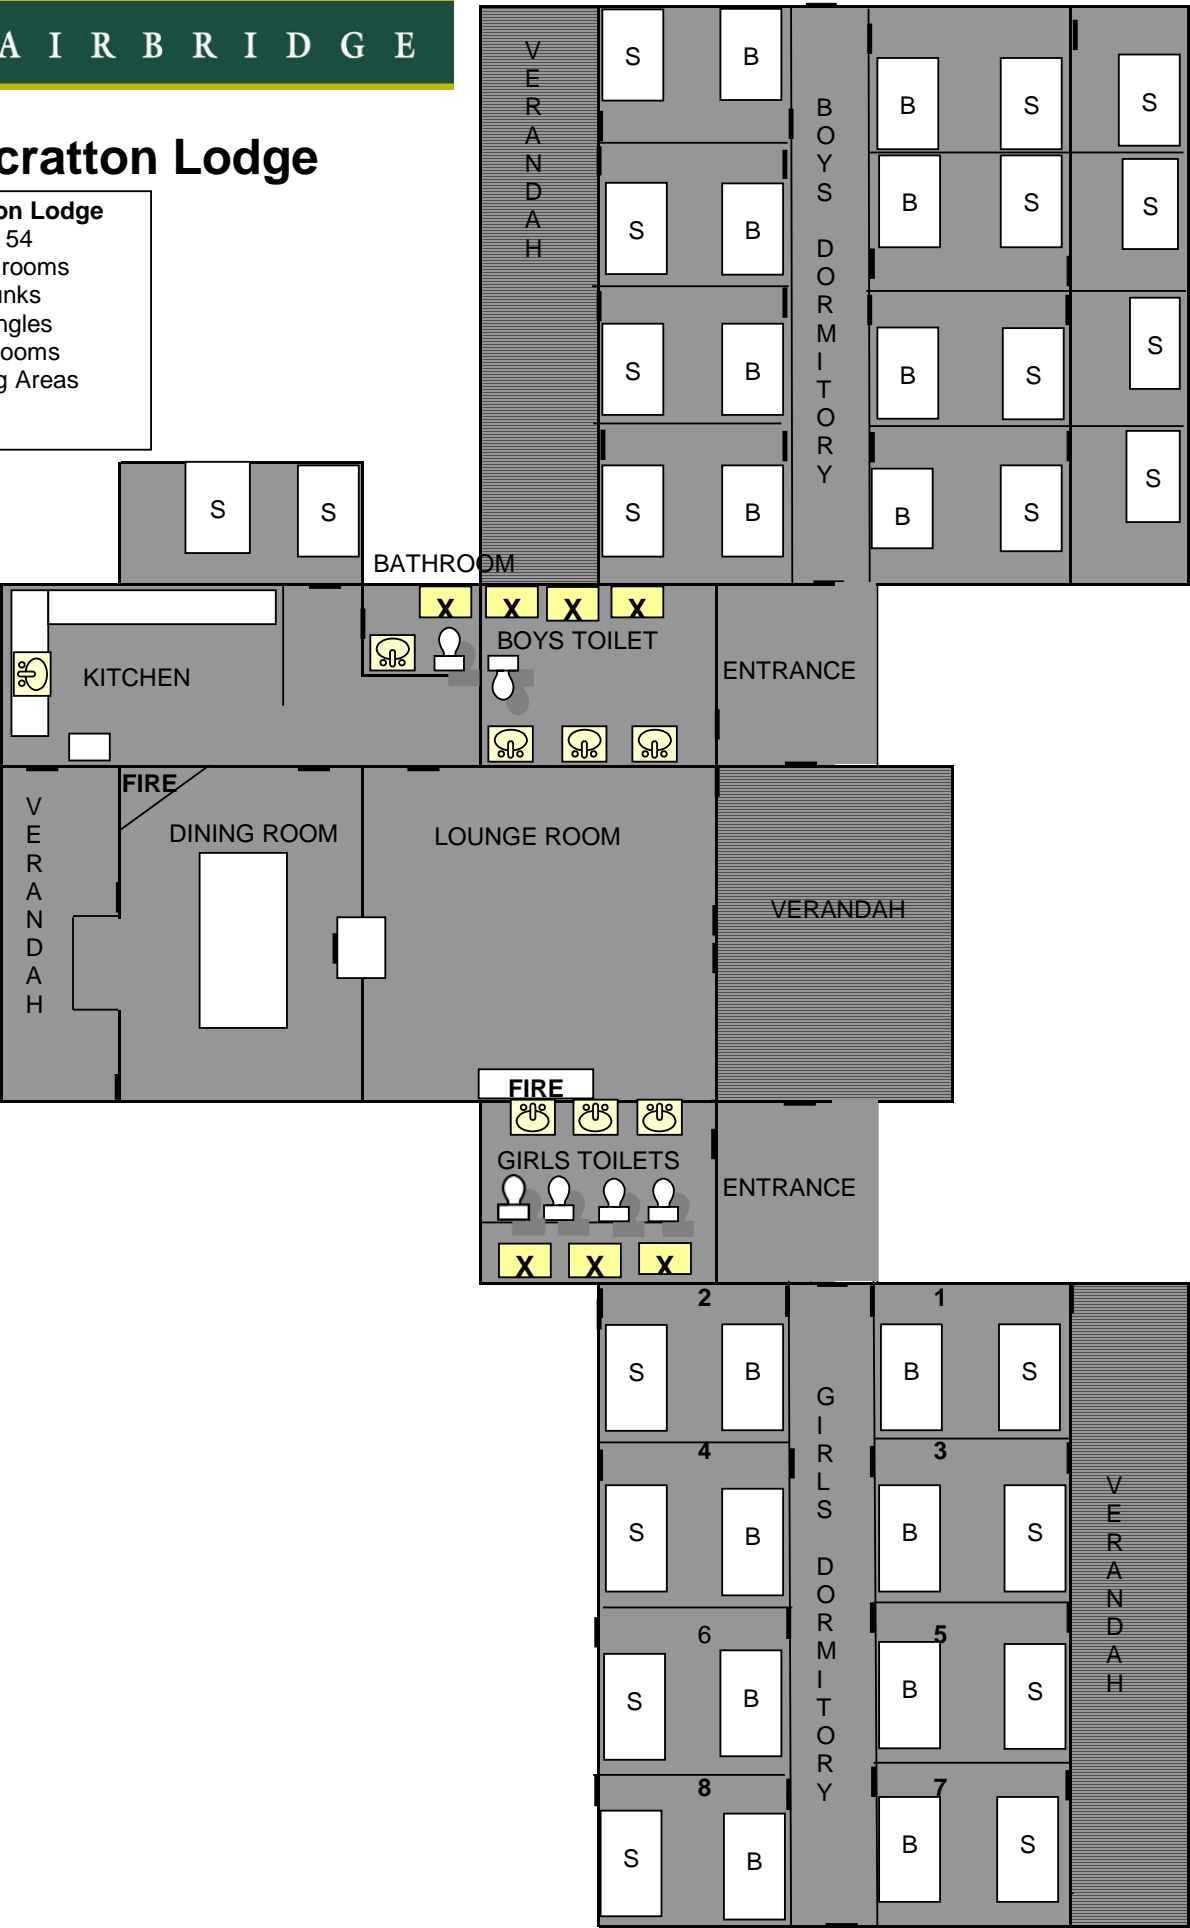 A I R B R I D G E
cratton Lodge
on Lodge
54
rooms
unks
ngles
ooms
g Areas
VERANDAH
S
B
BOYS DORMITORY
B
S
S
S
B
B
S
S
S
B
B
S
S
S
B
B
S
S
S
S
BATHROOM
X
X
X
X
BOYS TOILET
KITCHEN
ENTRANCE
FIRE
VERANDAH
DINING ROOM
LOUNGE ROOM
VERANDAH
FIRE
GIRLS TOILETS
ENTRANCE
X
X
X
2
1
S
B
GIRLS DORMITORY
B
S
4
3
VERANDAH
S
B
B
S
6
5
S
B
B
S
8
7
S
B
B
S